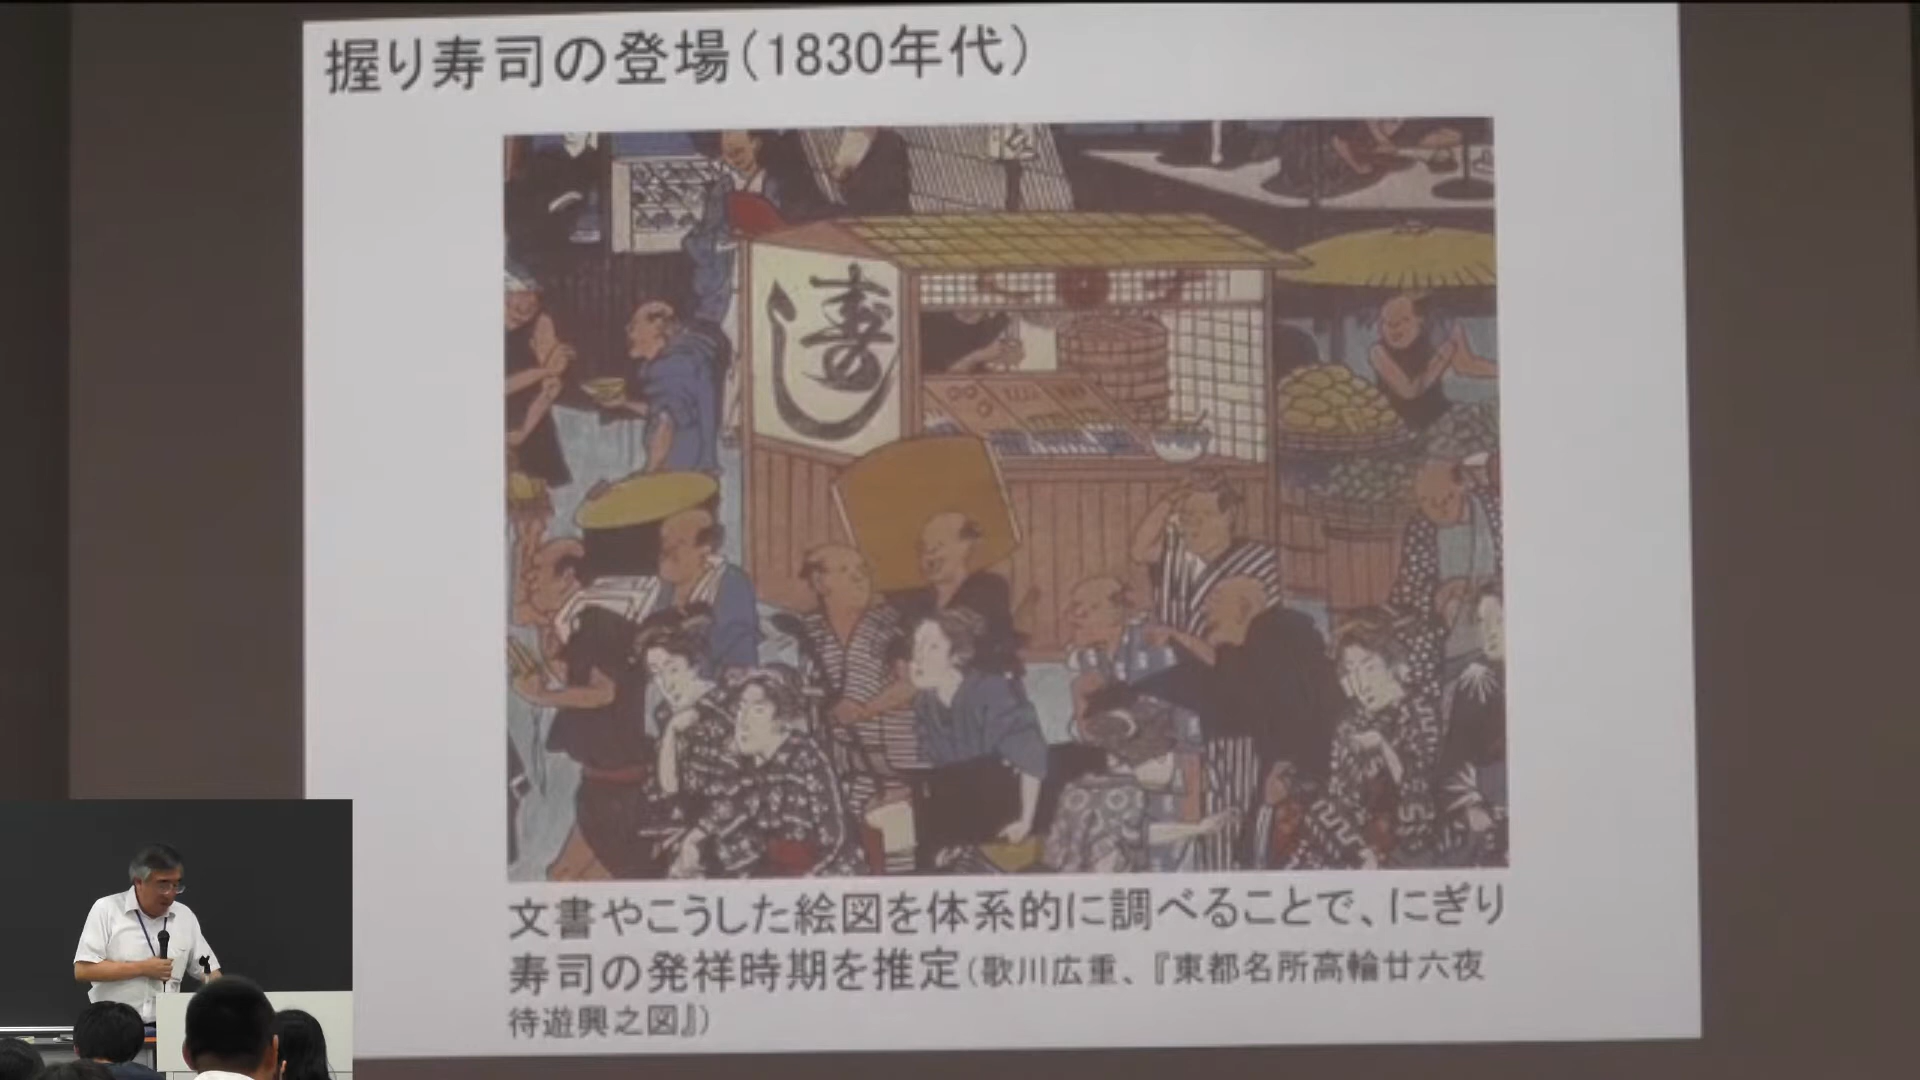 握り寿司の登場（1830年代）
寿し
文書やこうした絵図を体系的に調べることで、にぎり
寿司の発祥時期を推定（歌川広重、『東都名所高輪廿六夜
待遊興之図』）